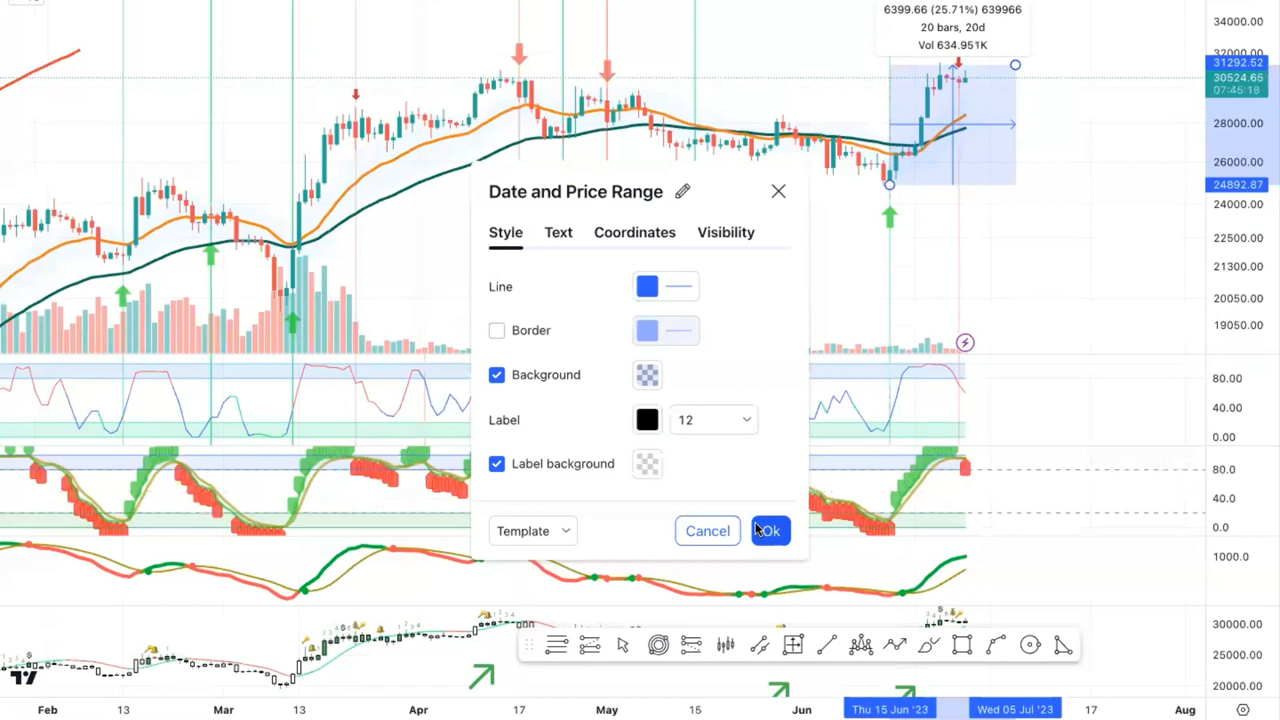 6399.66 (25.71%) 639966
20 bars, 20d
Vol 634.951K
34000.00
32000.00
31292.52
30524.65
07:45:18
28000.00
26000.00
24892.87
24000.00
22500.00
21300.00
20050.00
19050.00
Date and Price Range
Style Text Coordinates Visibility
Line
Border
Background
Label 12
Label background
Template Cancel Ok
80.00
40.00
0.00
80.0
40.0
0.0
1000.0
30000.00
25000.00
20000.00
Feb 13 Mar 13 Apr 17 May 15 Jun Thu 15 Jun '23 Wed 05 Jul '23 17 Aug